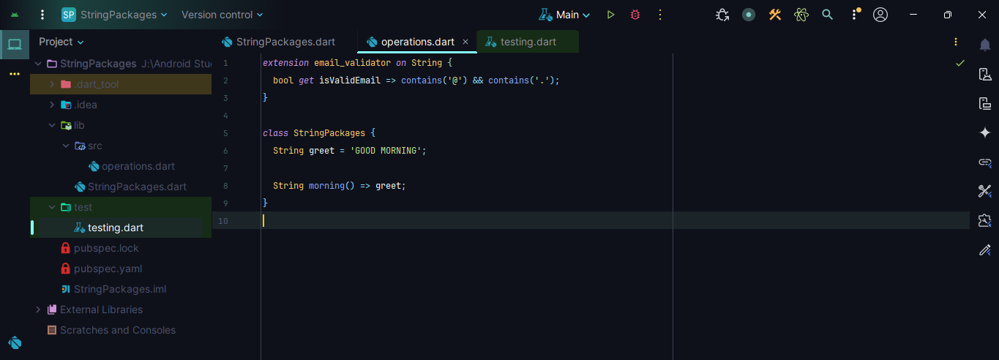 SP StringPackages Version control Main
Project
StringPackages.dart operations.dart testing.dart
StringPackages J:\Android Stu
.dart_tool
.idea
lib
src
operations.dart
StringPackages.dart
test
testing.dart
pubspec.lock
pubspec.yaml
StringPackages.iml
External Libraries
Scratches and Consoles
1 extension email_validator on String {
2 bool get isValidEmail => contains('@') && contains('.');
3 }
4
5 class StringPackages {
6 String greet = 'GOOD MORNING';
7
8 String morning() => greet;
9 }
10